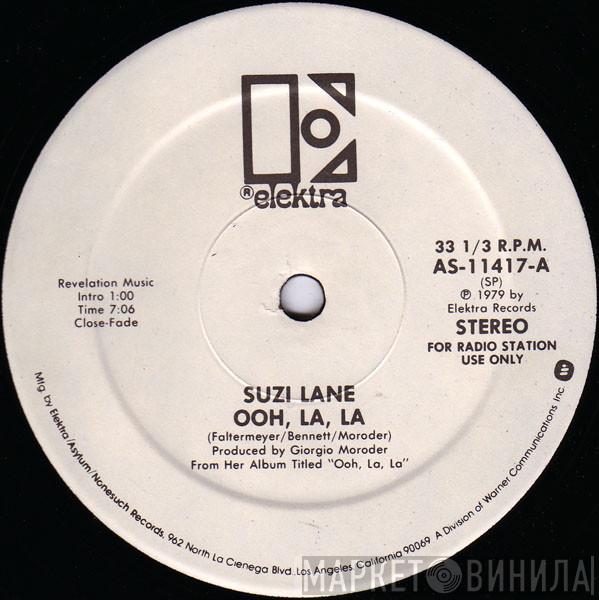 ® elektra
33 1/3 R.P.M.
AS-11417-A
(SP)
℗ 1979 by
Elektra Records
STEREO
FOR RADIO STATION
USE ONLY
Revelation Music
Intro 1:00
Time 7:06
Close-Fade
SUZI LANE
OOH, LA, LA
(Faltermeyer/Bennett/Moroder)
Produced by Giorgio Moroder
From Her Album Titled "Ooh, La, La"
Mfg by Elektra/Asylum/Nonesuch Records, 962 North La Cienega Blvd., Los Angeles, California 90069 A Division of Warner Communications Inc
МАРКЕТ ВИНИЛА